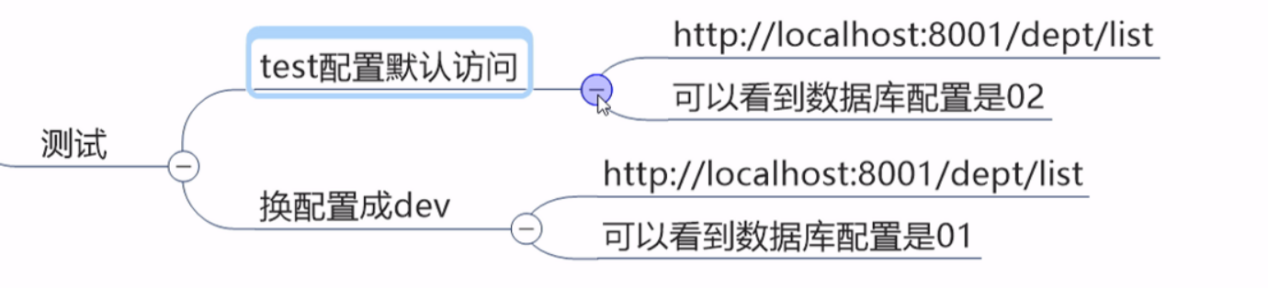 测试
test配置默认访问
http://localhost:8001/dept/list
可以看到数据库配置是02
换配置成dev
http://localhost:8001/dept/list
可以看到数据库配置是01